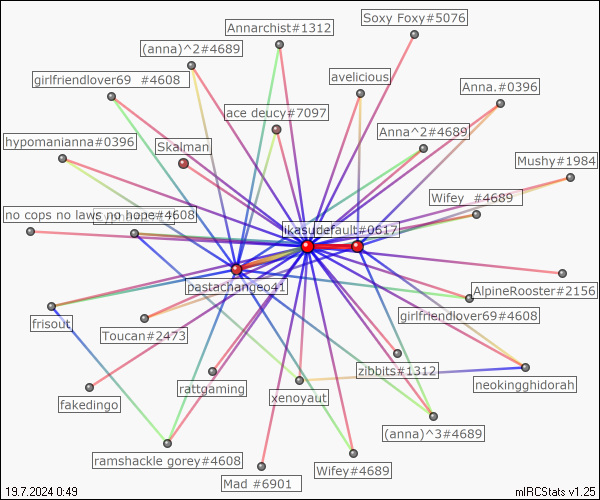 Soxy Foxy#5076
Annarchist#1312
(anna)^2#4689
avelicious
girlfriendlover69 #4608
Anna.#0396
ace deucy#7097
Anna^2#4689
hypomanianna#0396
Skalman
Mushy#1984
Wifey #4689
no cops no laws no hope#4608
likasudefault#0617
pastachangeo41
AlpineRooster#2156
girlfriendlover69#4608
frisout
Toucan#2473
zibbits#1312
neokingghidorah
rattgaming
xenoyaut
fakedingo
(anna)^3#4689
ramshackle gorey#4608
Wifey#4689
Mad #6901
19.7.2024 0:49
mIRCStats v1.25